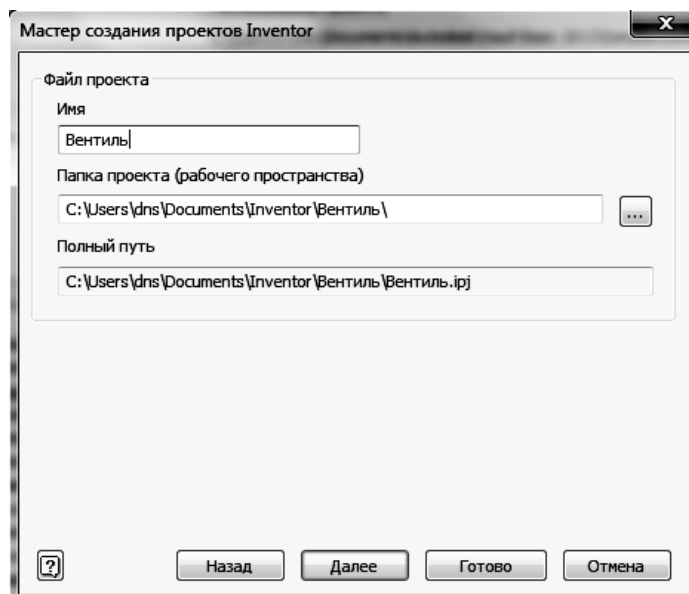 Мастер создания проектов Inventor
x
Файл проекта
Имя
Вентиль
Папка проекта (рабочего пространства)
C:\Users\dns\Documents\Inventor\Вентиль\
...
Полный путь
C:\Users\dns\Documents\Inventor\Вентиль\Вентиль.ipj
? Назад Далее Готово Отмена